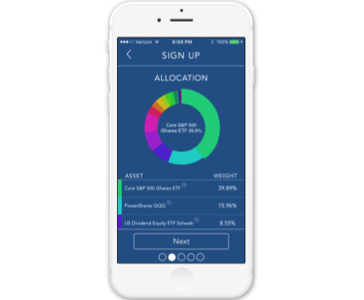 Verizon 6:04 PM 100%
SIGN UP
ALLOCATION
Core S&P 500
iShares ETF 39.9%
ASSET WEIGHT
Core S&P 500 iShares ETF 39.89%
PowerShares QQQ 15.96%
US Dividend Equity ETF Schwab 8.55%
Next